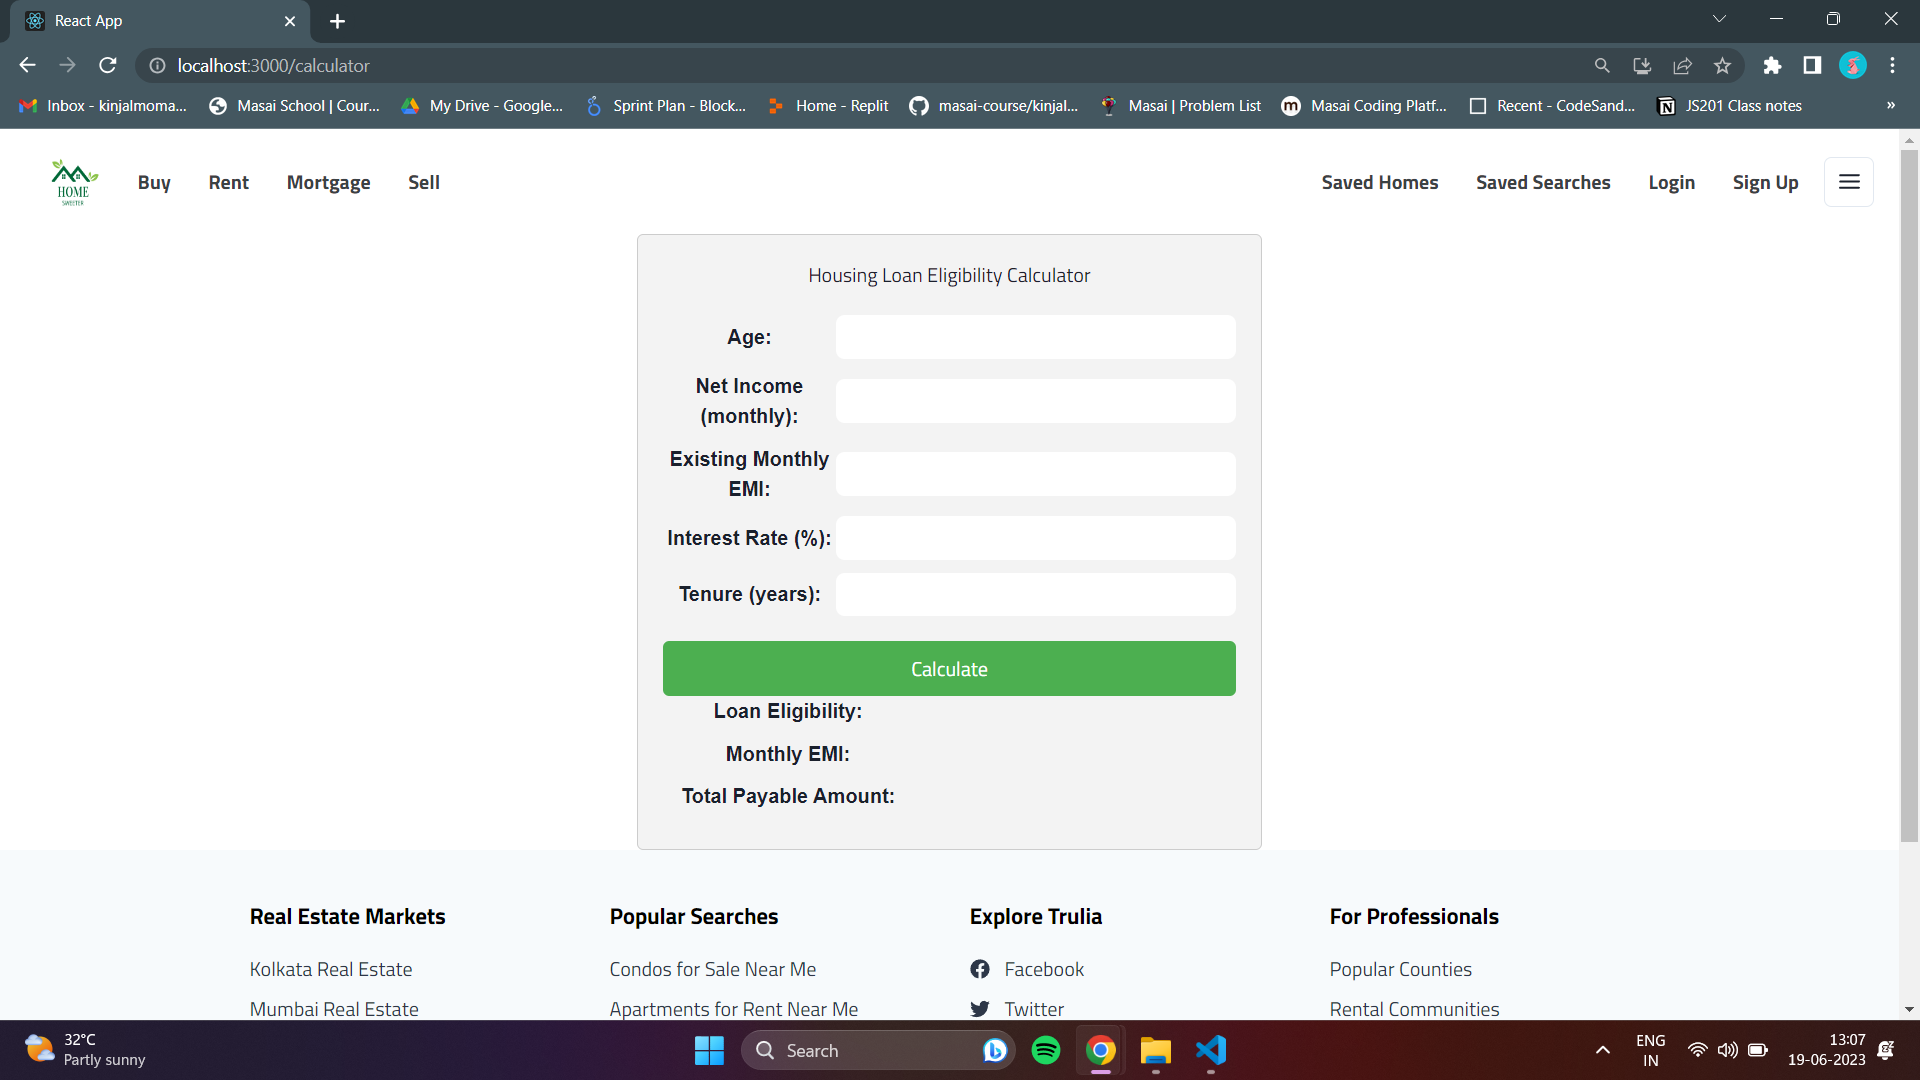 React App
localhost:3000/calculator
Inbox - kinjalmoma... Masai School | Cour... My Drive - Google... Sprint Plan - Block... Home - Replit masai-course/kinjal... Masai | Problem List Masai Coding Platf... Recent - CodeSand... JS201 Class notes »
HOME
SWEETER
Buy Rent Mortgage Sell Saved Homes Saved Searches Login Sign Up
Housing Loan Eligibility Calculator
Age:
Net Income
(monthly):
Existing Monthly
EMI:
Interest Rate (%):
Tenure (years):
Calculate
Loan Eligibility:
Monthly EMI:
Total Payable Amount:
Real Estate Markets Popular Searches Explore Trulia For Professionals
Kolkata Real Estate Condos for Sale Near Me Facebook Popular Counties
Mumbai Real Estate Apartments for Rent Near Me Twitter Rental Communities
32°C
Partly sunny
Search
ENG
IN
13:07
19-06-2023